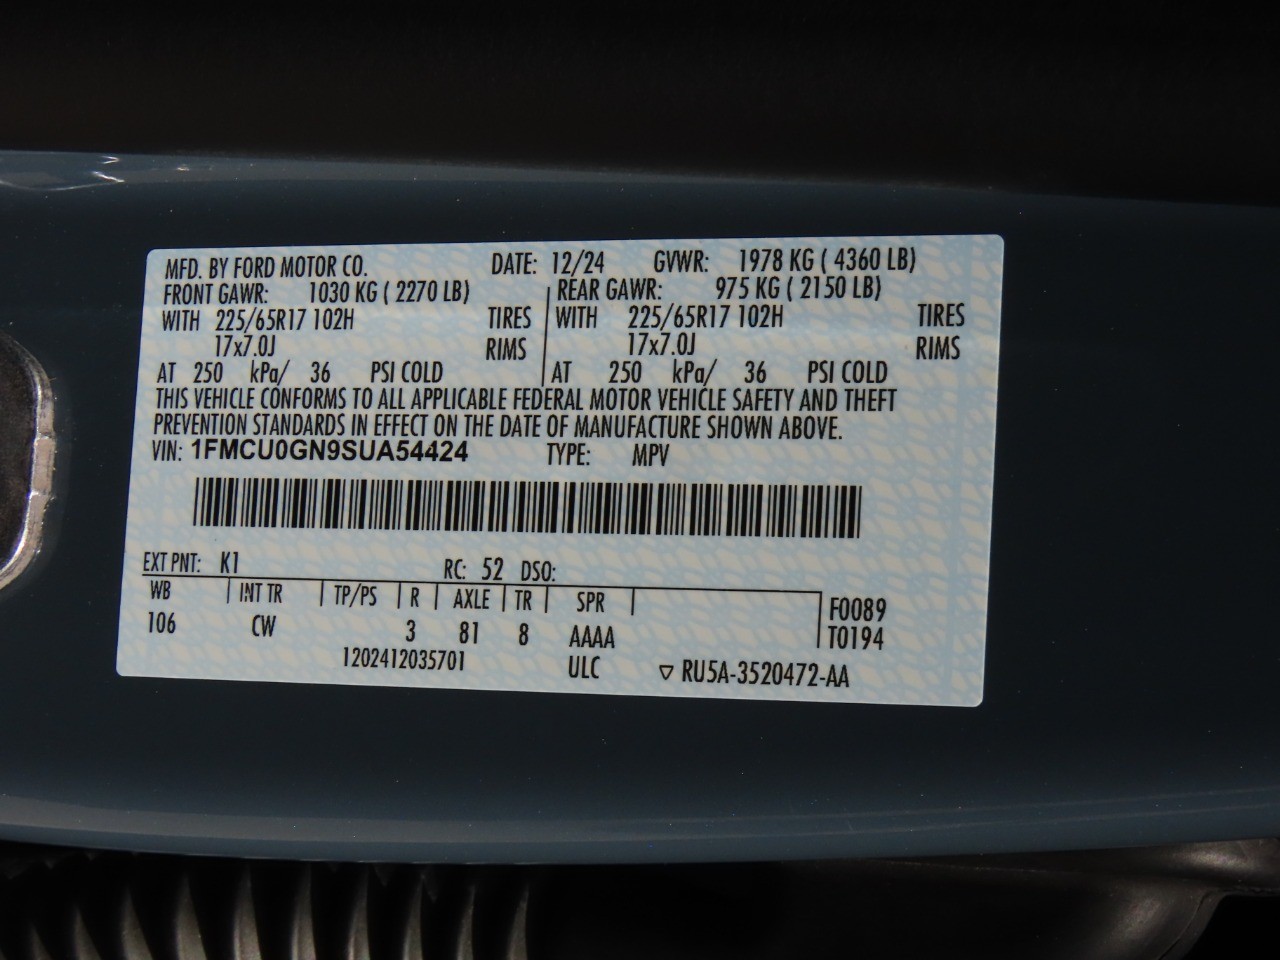 MFD. BY FORD MOTOR CO. DATE: 12/24 GVWR: 1978 KG ( 4360 LB)
FRONT GAWR: 1030 KG ( 2270 LB) REAR GAWR: 975 KG ( 2150 LB)
WITH 225/65R17 102H TIRES WITH 225/65R17 102H TIRES
17x7.0J RIMS 17x7.0J RIMS
AT 250 kPa/ 36 PSI COLD AT 250 kPa/ 36 PSI COLD
THIS VEHICLE CONFORMS TO ALL APPLICABLE FEDERAL MOTOR VEHICLE SAFETY AND THEFT
PREVENTION STANDARDS IN EFFECT ON THE DATE OF MANUFACTURE SHOWN ABOVE.
VIN: 1FMCU0GN9SUA54424 TYPE: MPV
EXT PNT: K1 RC: 52 DSO:
WB INT TR TP/PS R AXLE TR SPR F0089
106 CW 3 81 8 AAAA T0194
1202412035701 ULC ▽ RU5A-3520472-AA